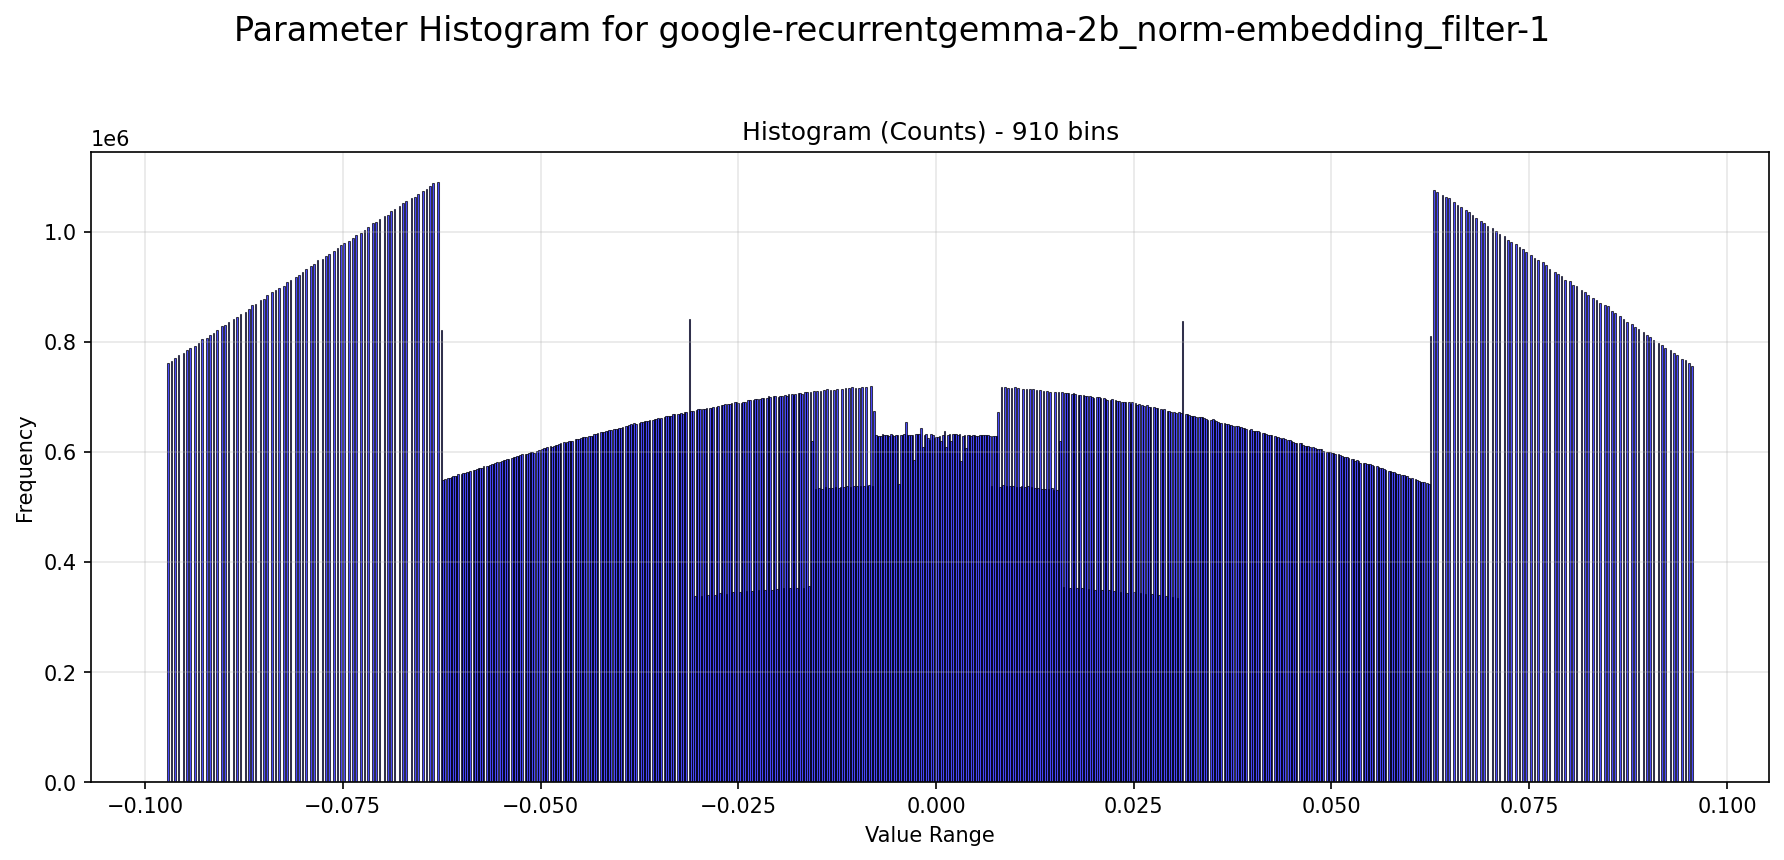 Parameter Histogram for google-recurrentgemma-2b_norm-embedding_filter-1
Histogram (Counts) - 910 bins
1e6
1.0
0.8
0.6
0.4
0.2
0.0
Frequency
−0.100 −0.075 −0.050 −0.025 0.000 0.025 0.050 0.075 0.100
Value Range